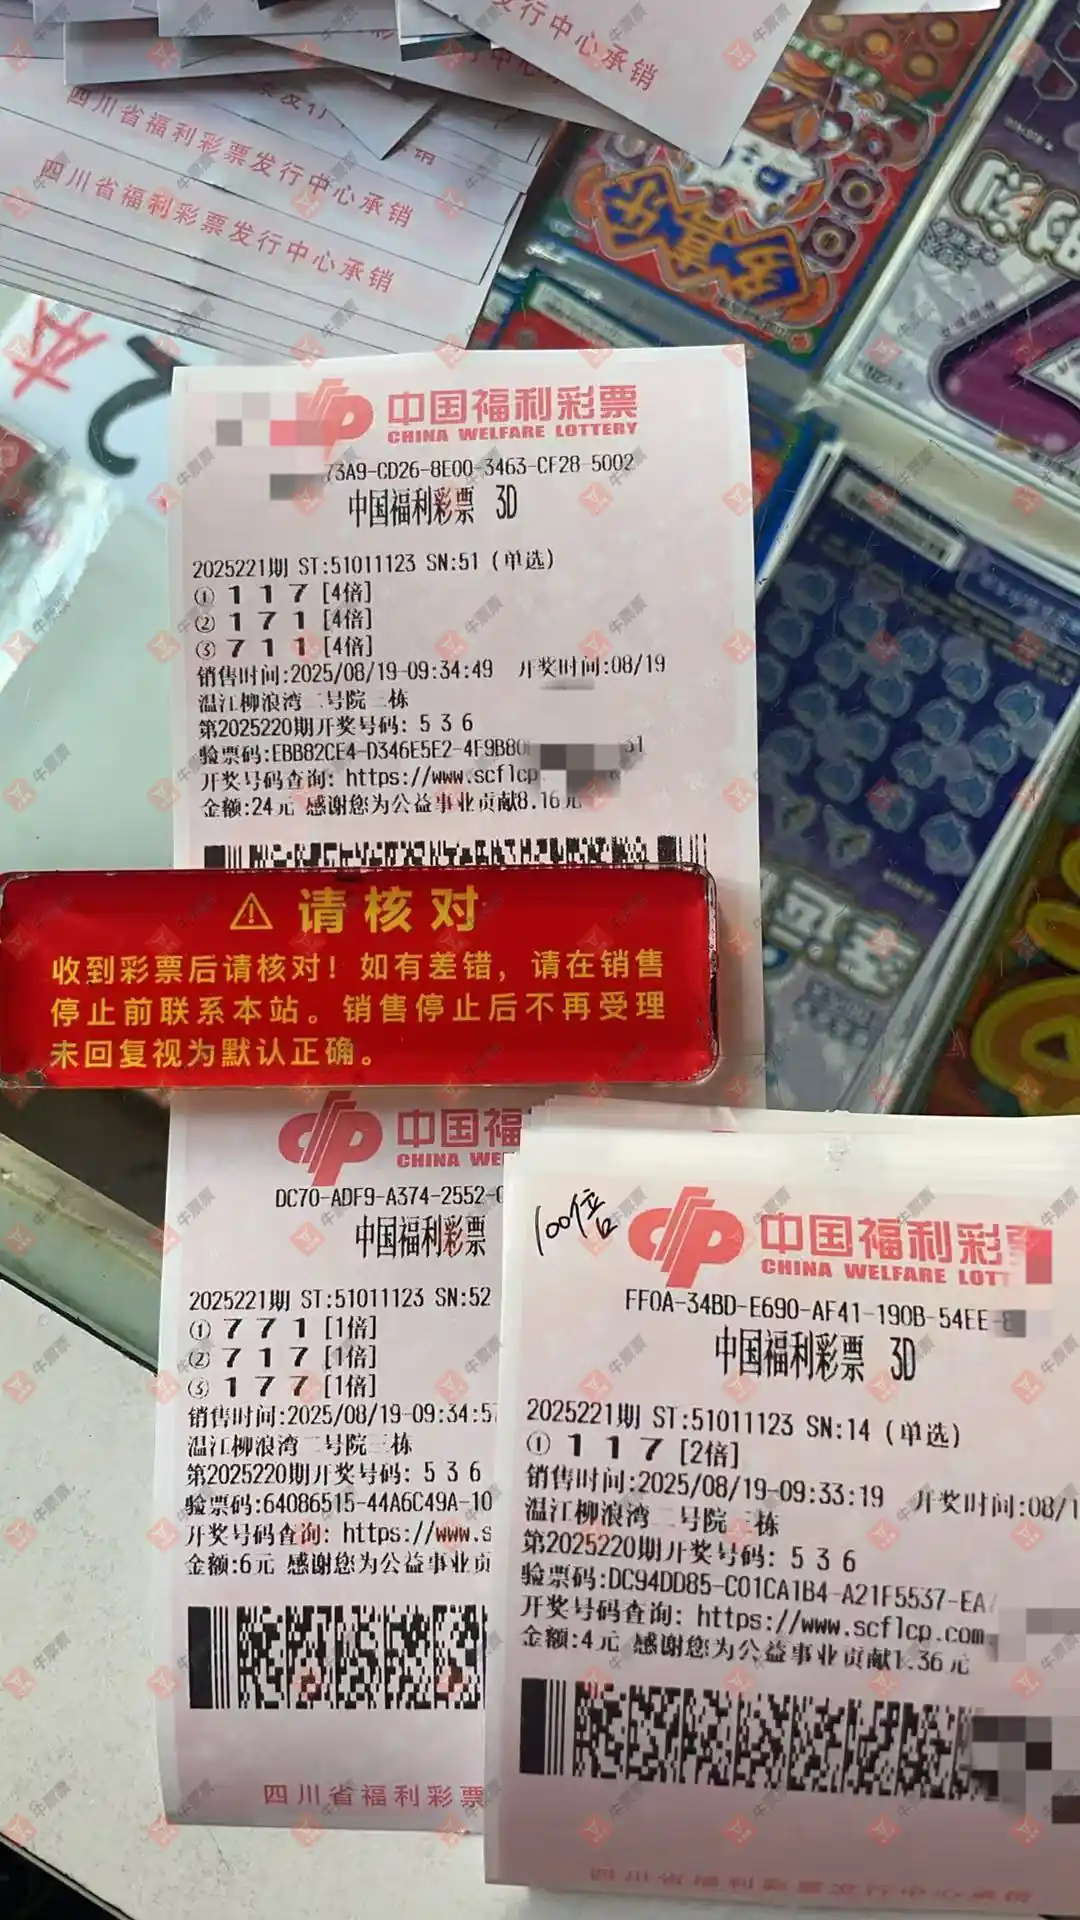 发行中心承销
四川省福利彩票发行中心承销
四川省福利彩票发行中心承销
中国福利彩票
CHINA WELFARE LOTTERY
73A9-CD26-8E00-3463-CF28-5002
中国福利彩票 3D
2025221期 ST:51011123 SN:51 (单选)
① 1 1 7 [4倍]
② 1 7 1 [4倍]
③ 7 1 1 [4倍]
销售时间:2025/08/19-09:34:49 开奖时间:08/19
温江柳浪湾二号院二栋
第2025220期开奖号码: 5 3 6
验票码:EBB82CE4-D346E5E2-4F9B80
开奖号码查询: https://www.scflcp
金额:24元 感谢您为公益事业贡献8.16元
⚠ 请核对
收到彩票后请核对！如有差错，请在销售
停止前联系本站。销售停止后不再受理
未回复视为默认正确。
中国福
CHINA WE
DC70-ADF9-A374-2552-
中国福利彩票
2025221期 ST:51011123 SN:52
① 7 7 1 [1倍]
② 7 1 7 [1倍]
③ 1 7 7 [1倍]
销售时间:2025/08/19-09:34:5
温江柳浪湾二号院三栋
第2025220期开奖号码: 5 3 6
验票码:64086515-44A6C49A-10
开奖号码查询: https://www.s
金额:6元 感谢您为公益事业贡
四川省福利彩票
100倍
中国福利彩票
CHINA WELFARE LOTT
FF0A-34BD-E690-AF41-190B-54EE-
中国福利彩票 3D
2025221期 ST:51011123 SN:14 (单选)
① 1 1 7 [2倍]
销售时间:2025/08/19-09:33:19 开奖时间:08/1
温江柳浪湾二号院三栋
第2025220期开奖号码: 5 3 6
验票码:DC94DD85-C01CA1B4-A21F5537-EA
开奖号码查询: https://www.scflcp.com
金额:4元 感谢您为公益事业贡献1.36元